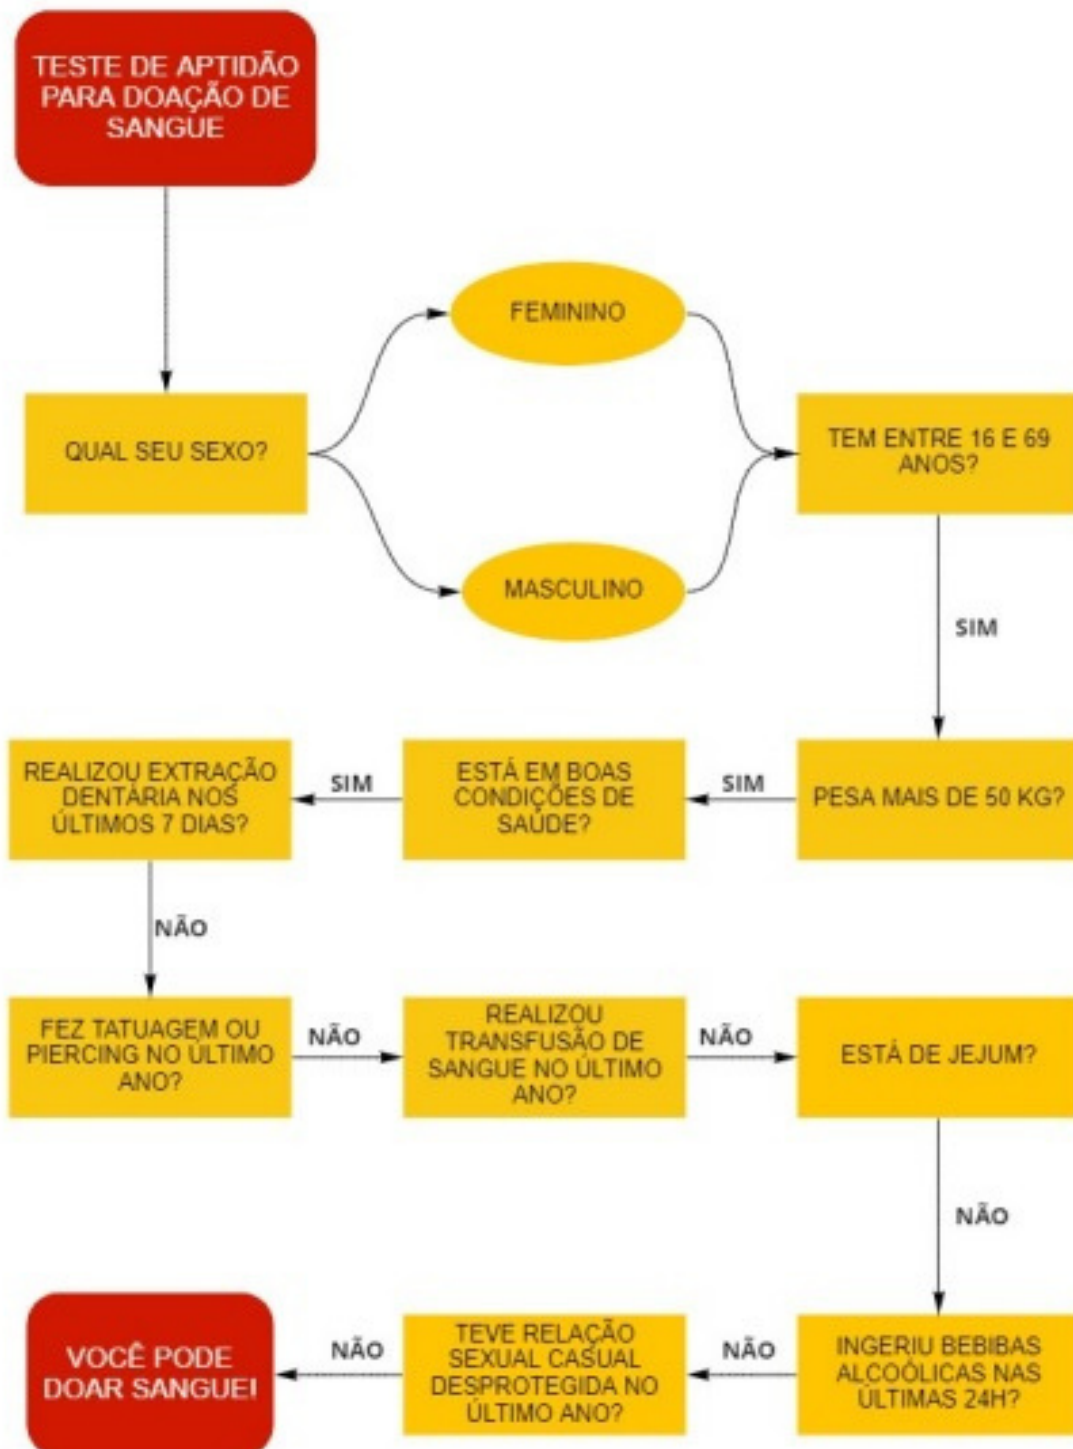 TESTE DE APTIDÃO
PARA DOAÇÃO DE
SANGUE
QUAL SEU SEXO?
FEMININO
MASCULINO
TEM ENTRE 16 E 69
ANOS?
SIM
PESA MAIS DE 50 KG?
SIM
ESTÁ EM BOAS
CONDIÇÕES DE
SAÚDE?
SIM
REALIZOU EXTRAÇÃO
DENTÁRIA NOS
ÚLTIMOS 7 DIAS?
NÃO
FEZ TATUAGEM OU
PIERCING NO ÚLTIMO
ANO?
NÃO
REALIZOU
TRANSFUSÃO DE
SANGUE NO ÚLTIMO
ANO?
NÃO
ESTÁ DE JEJUM?
NÃO
INGERIU BEBIBAS
ALCOÓLICAS NAS
ÚLTIMAS 24H?
NÃO
TEVE RELAÇÃO
SEXUAL CASUAL
DESPROTEGIDA NO
ÚLTIMO ANO?
NÃO
VOCÊ PODE
DOAR SANGUE!